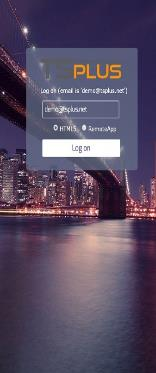 TSPLUS
Log on (email is 'demo@tsplus.net')
demo@tsplus.net
HTML5 RemoteApp
Log on